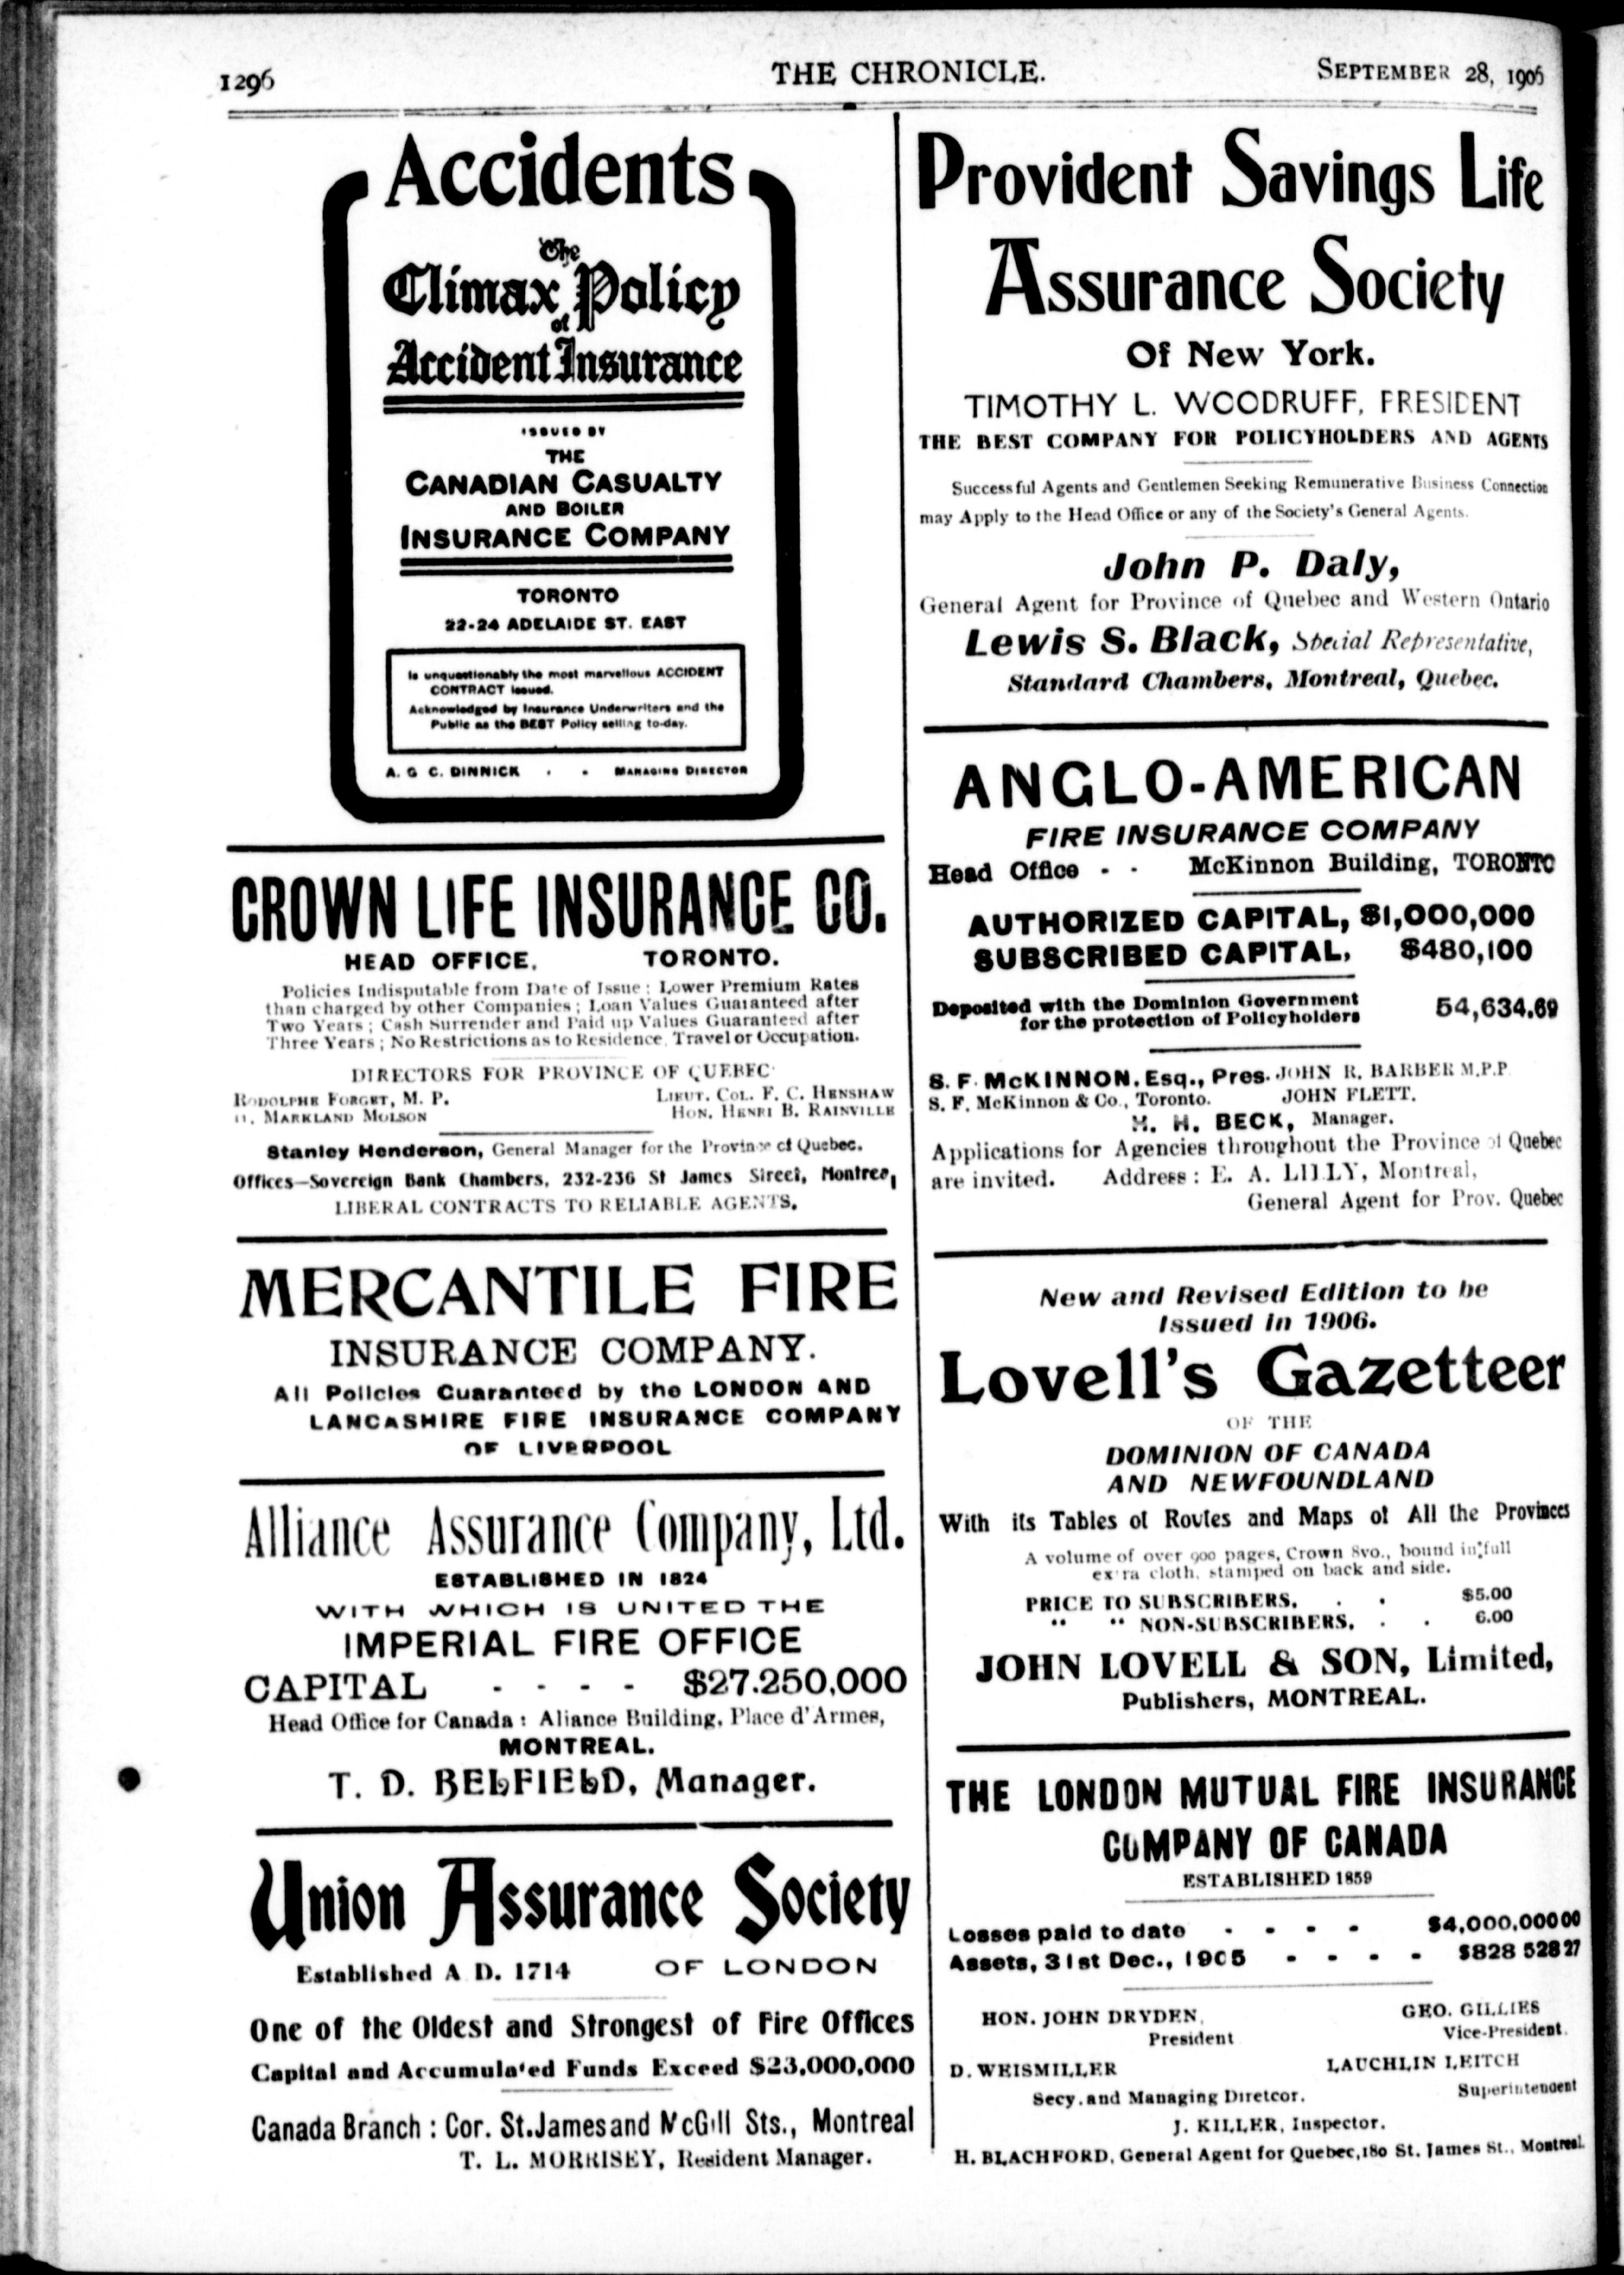 1296
THE CHRONICLE.
SEPTEMBER 28, 1906
Accidents
The
Climax Policy
of
Accident Insurance
ISSUED BY
THE
CANADIAN CASUALTY
AND BOILER
INSURANCE COMPANY
TORONTO
22-24 ADELAIDE ST. EAST
Is unquestionably the most marvellous ACCIDENT
CONTRACT issued.
Acknowledged by Insurance Underwriters and the
Public as the BEST Policy selling to-day.
A. G C. DINNICK - - MANAGING DIRECTOR
CROWN LIFE INSURANCE CO.
HEAD OFFICE, TORONTO.
Policies Indisputable from Date of Issue; Lower Premium Rates
than charged by other Companies; Loan Values Guaranteed after
Two Years; Cash Surrender and Paid up Values Guaranteed after
Three Years; No Restrictions as to Residence, Travel or Occupation.
DIRECTORS FOR PROVINCE OF QUEBEC
RODOLPHE FORGET, M. P. LIEUT. COL. F. C. HENSHAW
H. MARKLAND MOLSON HON. HENRI B. RAINVILLE
Stanley Henderson, General Manager for the Province of Quebec.
Offices—Sovereign Bank Chambers, 232-236 St James Street, Montreal,
LIBERAL CONTRACTS TO RELIABLE AGENTS.
MERCANTILE FIRE
INSURANCE COMPANY.
All Policies Guaranteed by the LONDON AND
LANCASHIRE FIRE INSURANCE COMPANY
OF LIVERPOOL
Alliance Assurance Company, Ltd.
ESTABLISHED IN 1824
WITH WHICH IS UNITED THE
IMPERIAL FIRE OFFICE
CAPITAL - - - - $27.250,000
Head Office for Canada: Aliance Building, Place d'Armes,
MONTREAL.
T. D. BELFIELD, Manager.
Union Assurance Society
Established A D. 1714 OF LONDON
One of the Oldest and Strongest of Fire Offices
Capital and Accumulated Funds Exceed $23,000,000
Canada Branch: Cor. St. James and McGill Sts., Montreal
T. L. MORRISEY, Resident Manager.
Provident Savings Life
Assurance Society
Of New York.
TIMOTHY L. WOODRUFF, PRESIDENT
THE BEST COMPANY FOR POLICYHOLDERS AND AGENTS
Successful Agents and Gentlemen Seeking Remunerative Business Connection
may Apply to the Head Office or any of the Society's General Agents.
John P. Daly,
General Agent for Province of Quebec and Western Ontario
Lewis S. Black, Special Representative,
Standard Chambers, Montreal, Quebec.
ANGLO-AMERICAN
FIRE INSURANCE COMPANY
Head Office - - McKinnon Building, TORONTO
AUTHORIZED CAPITAL, $1,000,000
SUBSCRIBED CAPITAL, $480,100
Deposited with the Dominion Government
for the protection of Policyholders 54,634.69
S. F. McKINNON, Esq., Pres. JOHN R. BARBER M.P.P
S. F. McKinnon & Co., Toronto. JOHN FLETT.
H. H. BECK, Manager.
Applications for Agencies throughout the Province of Quebec
are invited. Address: E. A. LILLY, Montreal,
General Agent for Prov. Quebec
New and Revised Edition to be
Issued in 1906.
Lovell's Gazetteer
OF THE
DOMINION OF CANADA
AND NEWFOUNDLAND
With its Tables of Routes and Maps of All the Provinces
A volume of over 900 pages, Crown 8vo., bound in full
extra cloth, stamped on back and side.
PRICE TO SUBSCRIBERS, . . $5.00
" " NON-SUBSCRIBERS, . . 6.00
JOHN LOVELL & SON, Limited,
Publishers, MONTREAL.
THE LONDON MUTUAL FIRE INSURANCE
COMPANY OF CANADA
ESTABLISHED 1859
Losses paid to date - - - - $4,000,000 00
Assets, 31st Dec., 1905 - - - - $828 528 27
HON. JOHN DRYDEN, GEO. GILLIES
President Vice-President.
D. WEISMILLER LAUCHLIN LEITCH
Secy. and Managing Diretcor. Superintendent
J. KILLER, Inspector.
H. BLACHFORD, General Agent for Quebec, 180 St. James St., Montreal.